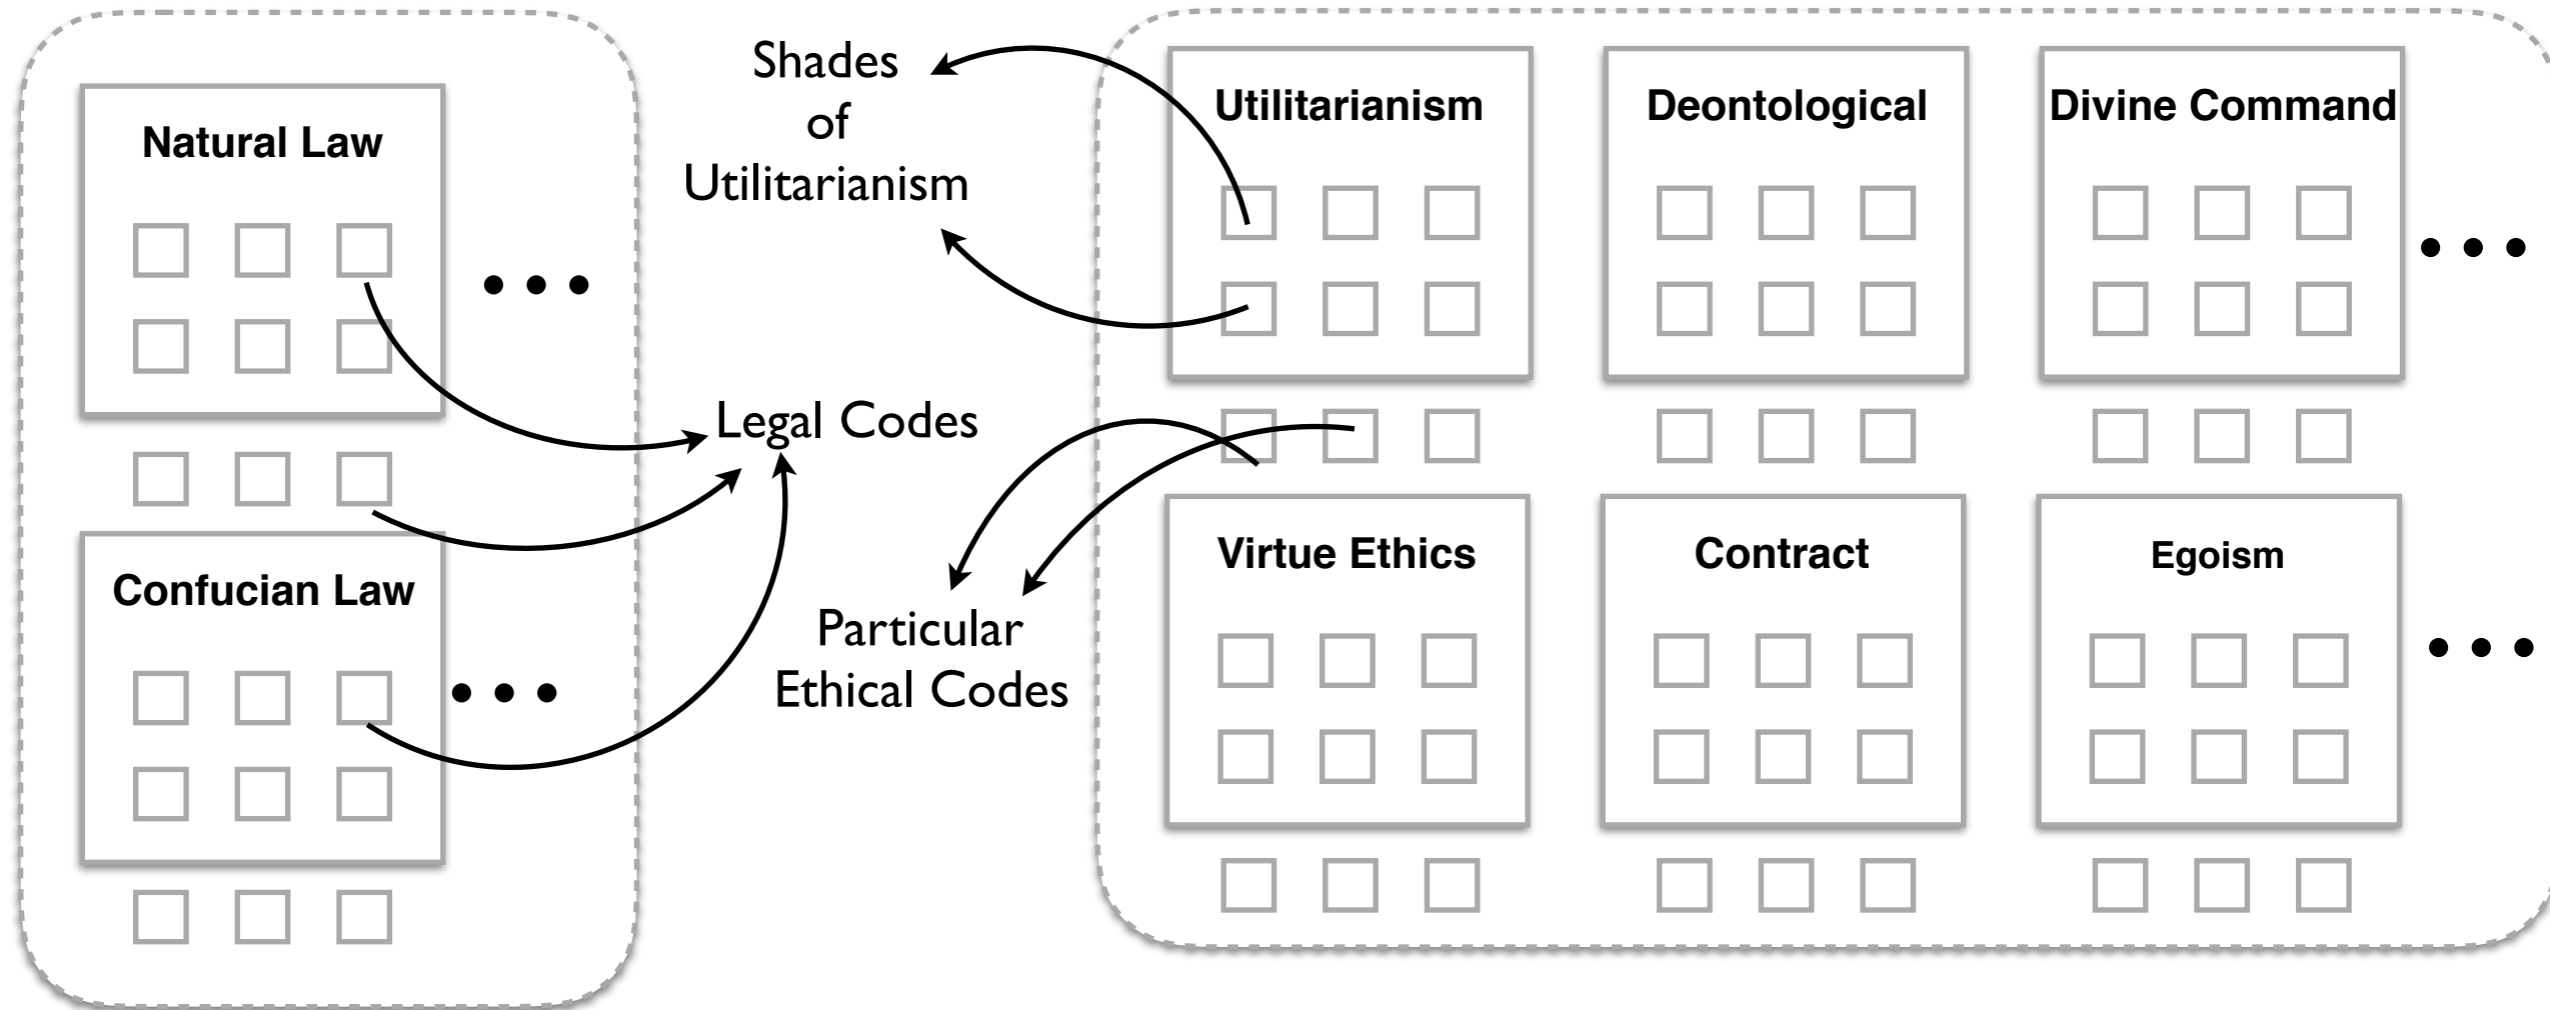 Natural Law
Confucian Law
Shades
of
Utilitarianism
Legal Codes
Particular
Ethical Codes
Utilitarianism
Deontological
Divine Command
Virtue Ethics
Contract
Egoism